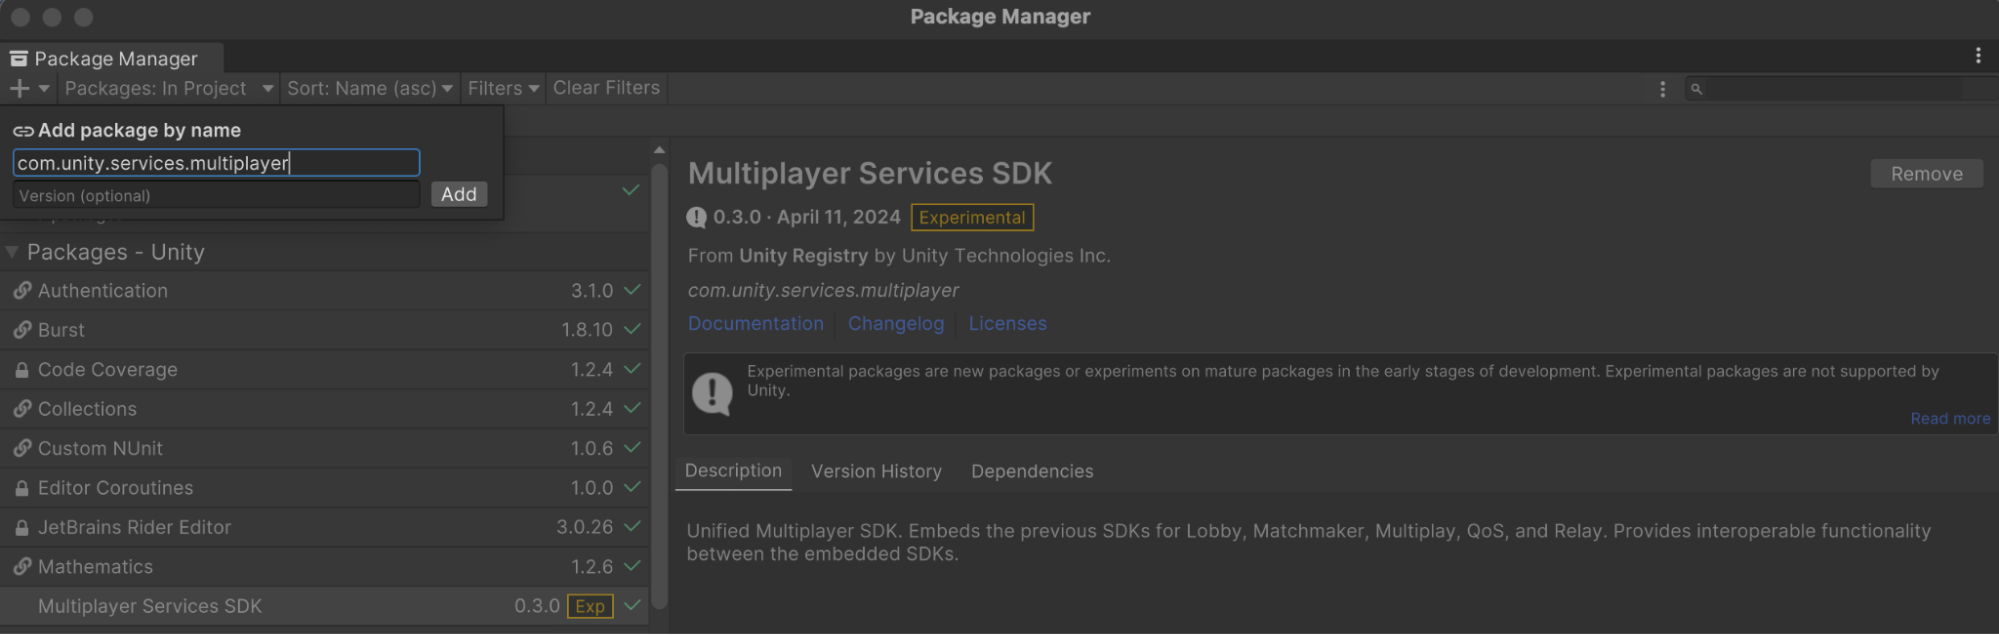 Package Manager
Package Manager
Packages: In Project
Sort: Name (asc)
Filters
Clear Filters
Add package by name
com.unity.services.multiplayer
Version (optional)
Add
Packages - Unity
Authentication 3.1.0
Burst 1.8.10
Code Coverage 1.2.4
Collections 1.2.4
Custom NUnit 1.0.6
Editor Coroutines 1.0.0
JetBrains Rider Editor 3.0.26
Mathematics 1.2.6
Multiplayer Services SDK 0.3.0 Exp
Multiplayer Services SDK
Remove
0.3.0 · April 11, 2024 Experimental
From Unity Registry by Unity Technologies Inc.
com.unity.services.multiplayer
Documentation Changelog Licenses
Experimental packages are new packages or experiments on mature packages in the early stages of development. Experimental packages are not supported by
Unity.
Read more
Description Version History Dependencies
Unified Multiplayer SDK. Embeds the previous SDKs for Lobby, Matchmaker, Multiplay, QoS, and Relay. Provides interoperable functionality
between the embedded SDKs.